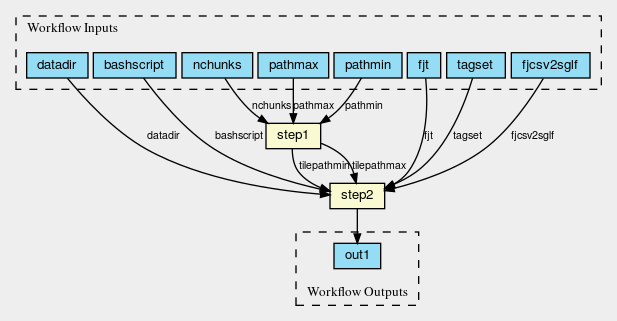 Workflow Inputs
datadir bashscript nchunks pathmax pathmin fjt tagset fjcsv2sglf
nchunks pathmax pathmin
step1
datadir bashscript fjt tagset fjcsv2sglf
tilepathmin tilepathmax
step2
out1
Workflow Outputs